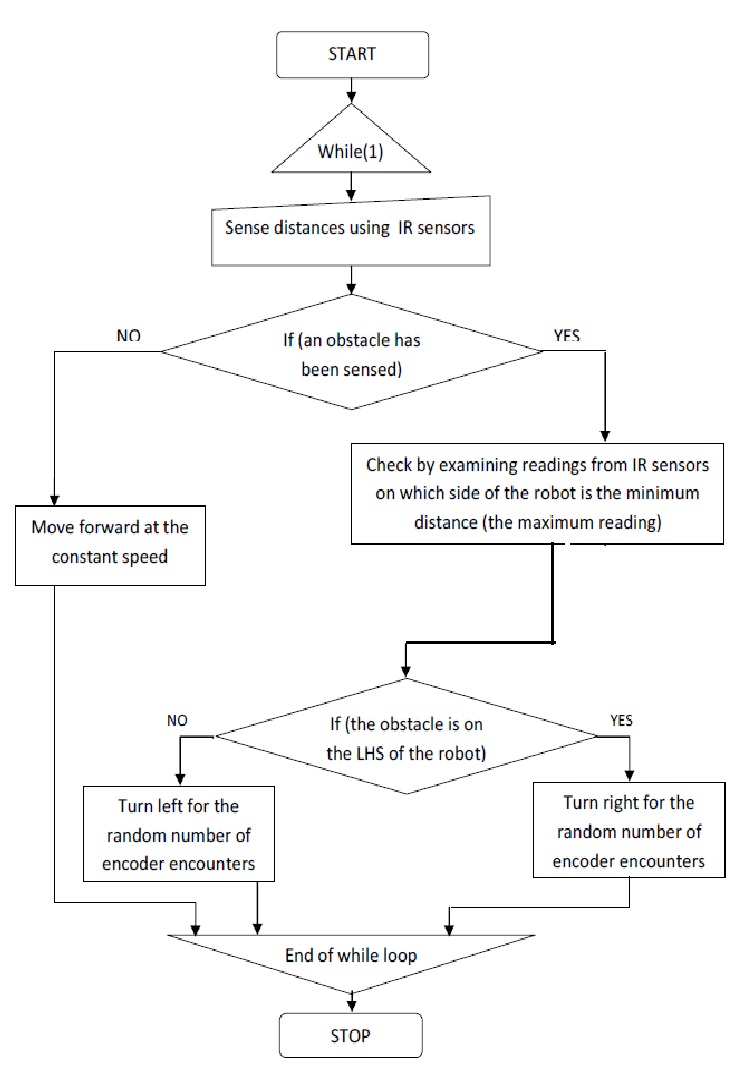 START
While(1)
Sense distances using IR sensors
NO
YES
If (an obstacle has
been sensed)
Check by examining readings from IR sensors
on which side of the robot is the minimum
distance (the maximum reading)
Move forward at the
constant speed
NO
YES
If (the obstacle is on
the LHS of the robot)
Turn left for the
random number of
encoder encounters
Turn right for the
random number of
encoder encounters
End of while loop
STOP